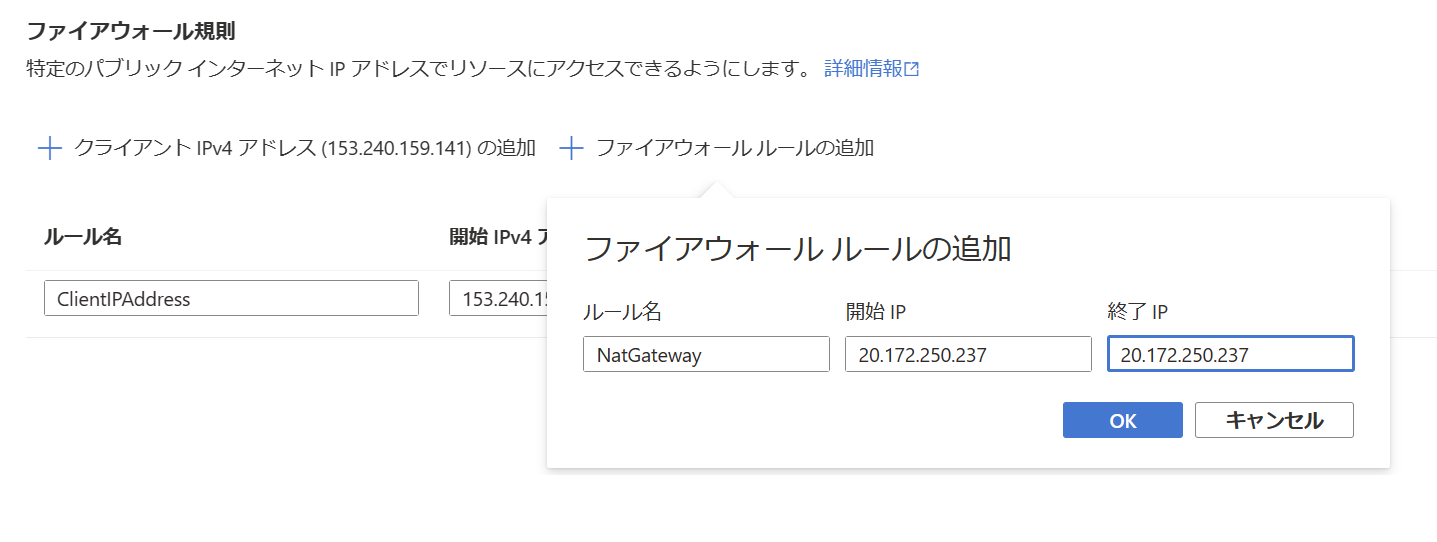 ファイアウォール規則
特定のパブリック インターネット IP アドレスでリソースにアクセスできるようにします。 詳細情報
クライアント IPv4 アドレス (153.240.159.141) の追加 ファイアウォール ルールの追加
ルール名 開始 IPv4
ClientIPAddress 153.240.15
ファイアウォール ルールの追加
ルール名 開始 IP 終了 IP
NatGateway 20.172.250.237 20.172.250.237
OK キャンセル